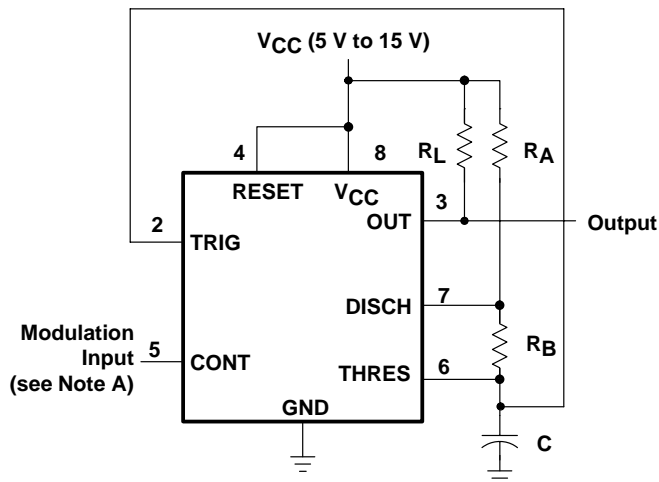 VCC (5 V to 15 V)
4
8
RL
RA
RESET
VCC
3
2
OUT
Output
TRIG
7
DISCH
Modulation
Input
(see Note A)
5
CONT
RB
6
THRES
GND
C